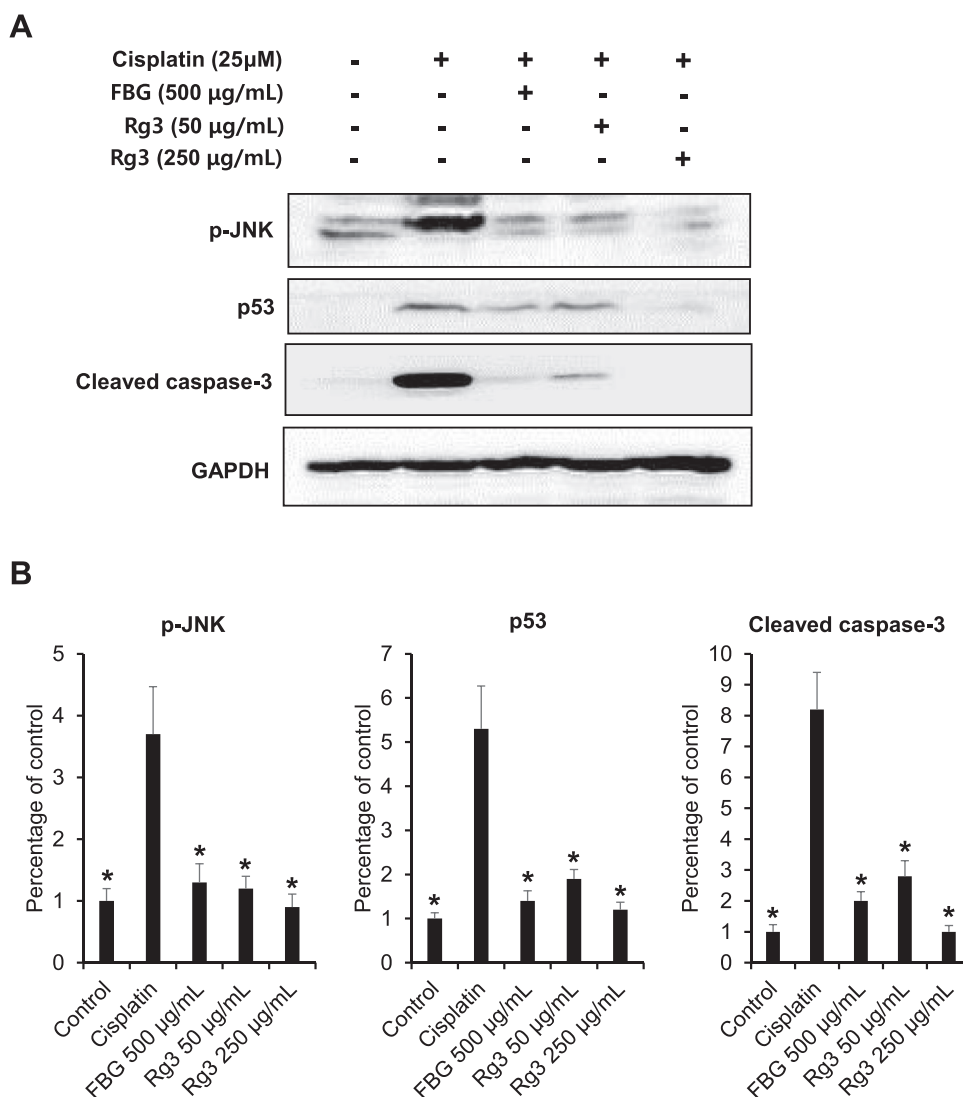 A
Cisplatin (25μM) - + + + +
FBG (500 μg/mL) - - + - -
Rg3 (50 μg/mL) - - - + -
Rg3 (250 μg/mL) - - - - +
p-JNK
p53
Cleaved caspase-3
GAPDH
B
p-JNK
Percentage of control
5
4
3
2
1
0
* * * *
Control
Cisplatin
FBG 500 μg/mL
Rg3 50 μg/mL
Rg3 250 μg/mL
p53
Percentage of control
7
6
5
4
3
2
1
0
* * * *
Control
Cisplatin
FBG 500 μg/mL
Rg3 50 μg/mL
Rg3 250 μg/mL
Cleaved caspase-3
Percentage of control
10
9
8
7
6
5
4
3
2
1
0
* * * *
Control
Cisplatin
FBG 500 μg/mL
Rg3 50 μg/mL
Rg3 250 μg/mL